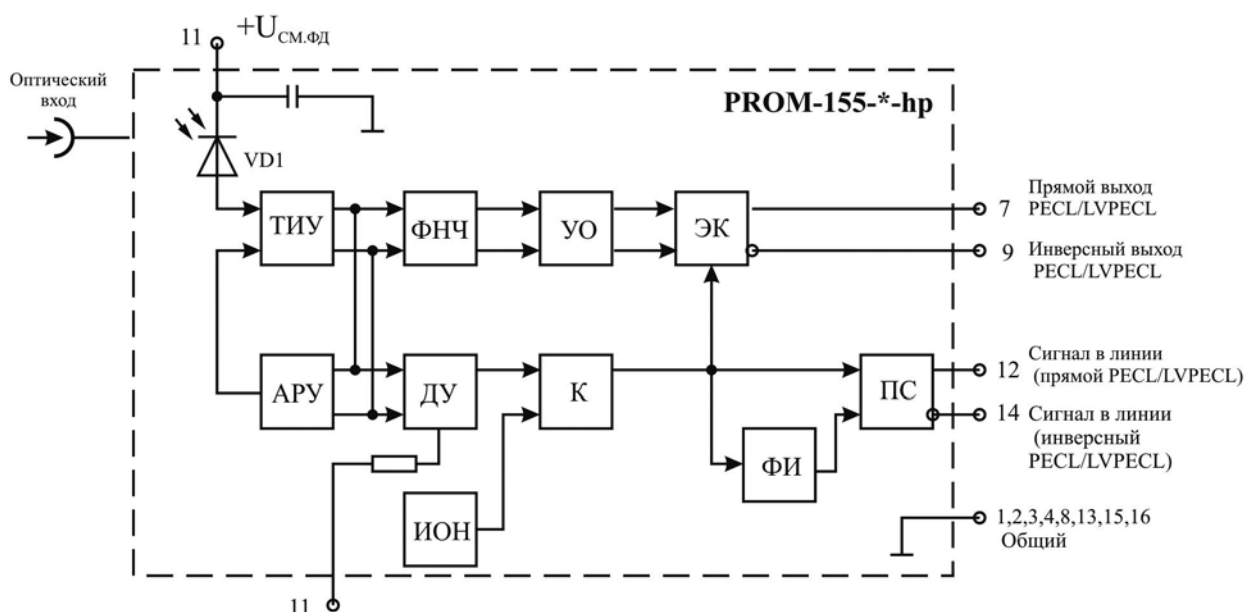 11 +UСМ.ФД
Оптический
вход
PROM-155-*-hp
VD1
ТИУ ФНЧ УО ЭК
7 Прямой выход
PECL/LVPECL
9 Инверсный выход
PECL/LVPECL
АРУ ДУ К ПС
12 Сигнал в линии
(прямой PECL/LVPECL)
14 Сигнал в линии
(инверсный
PECL/LVPECL)
ФИ
ИОН
1,2,3,4,8,13,15,16
Общий
11